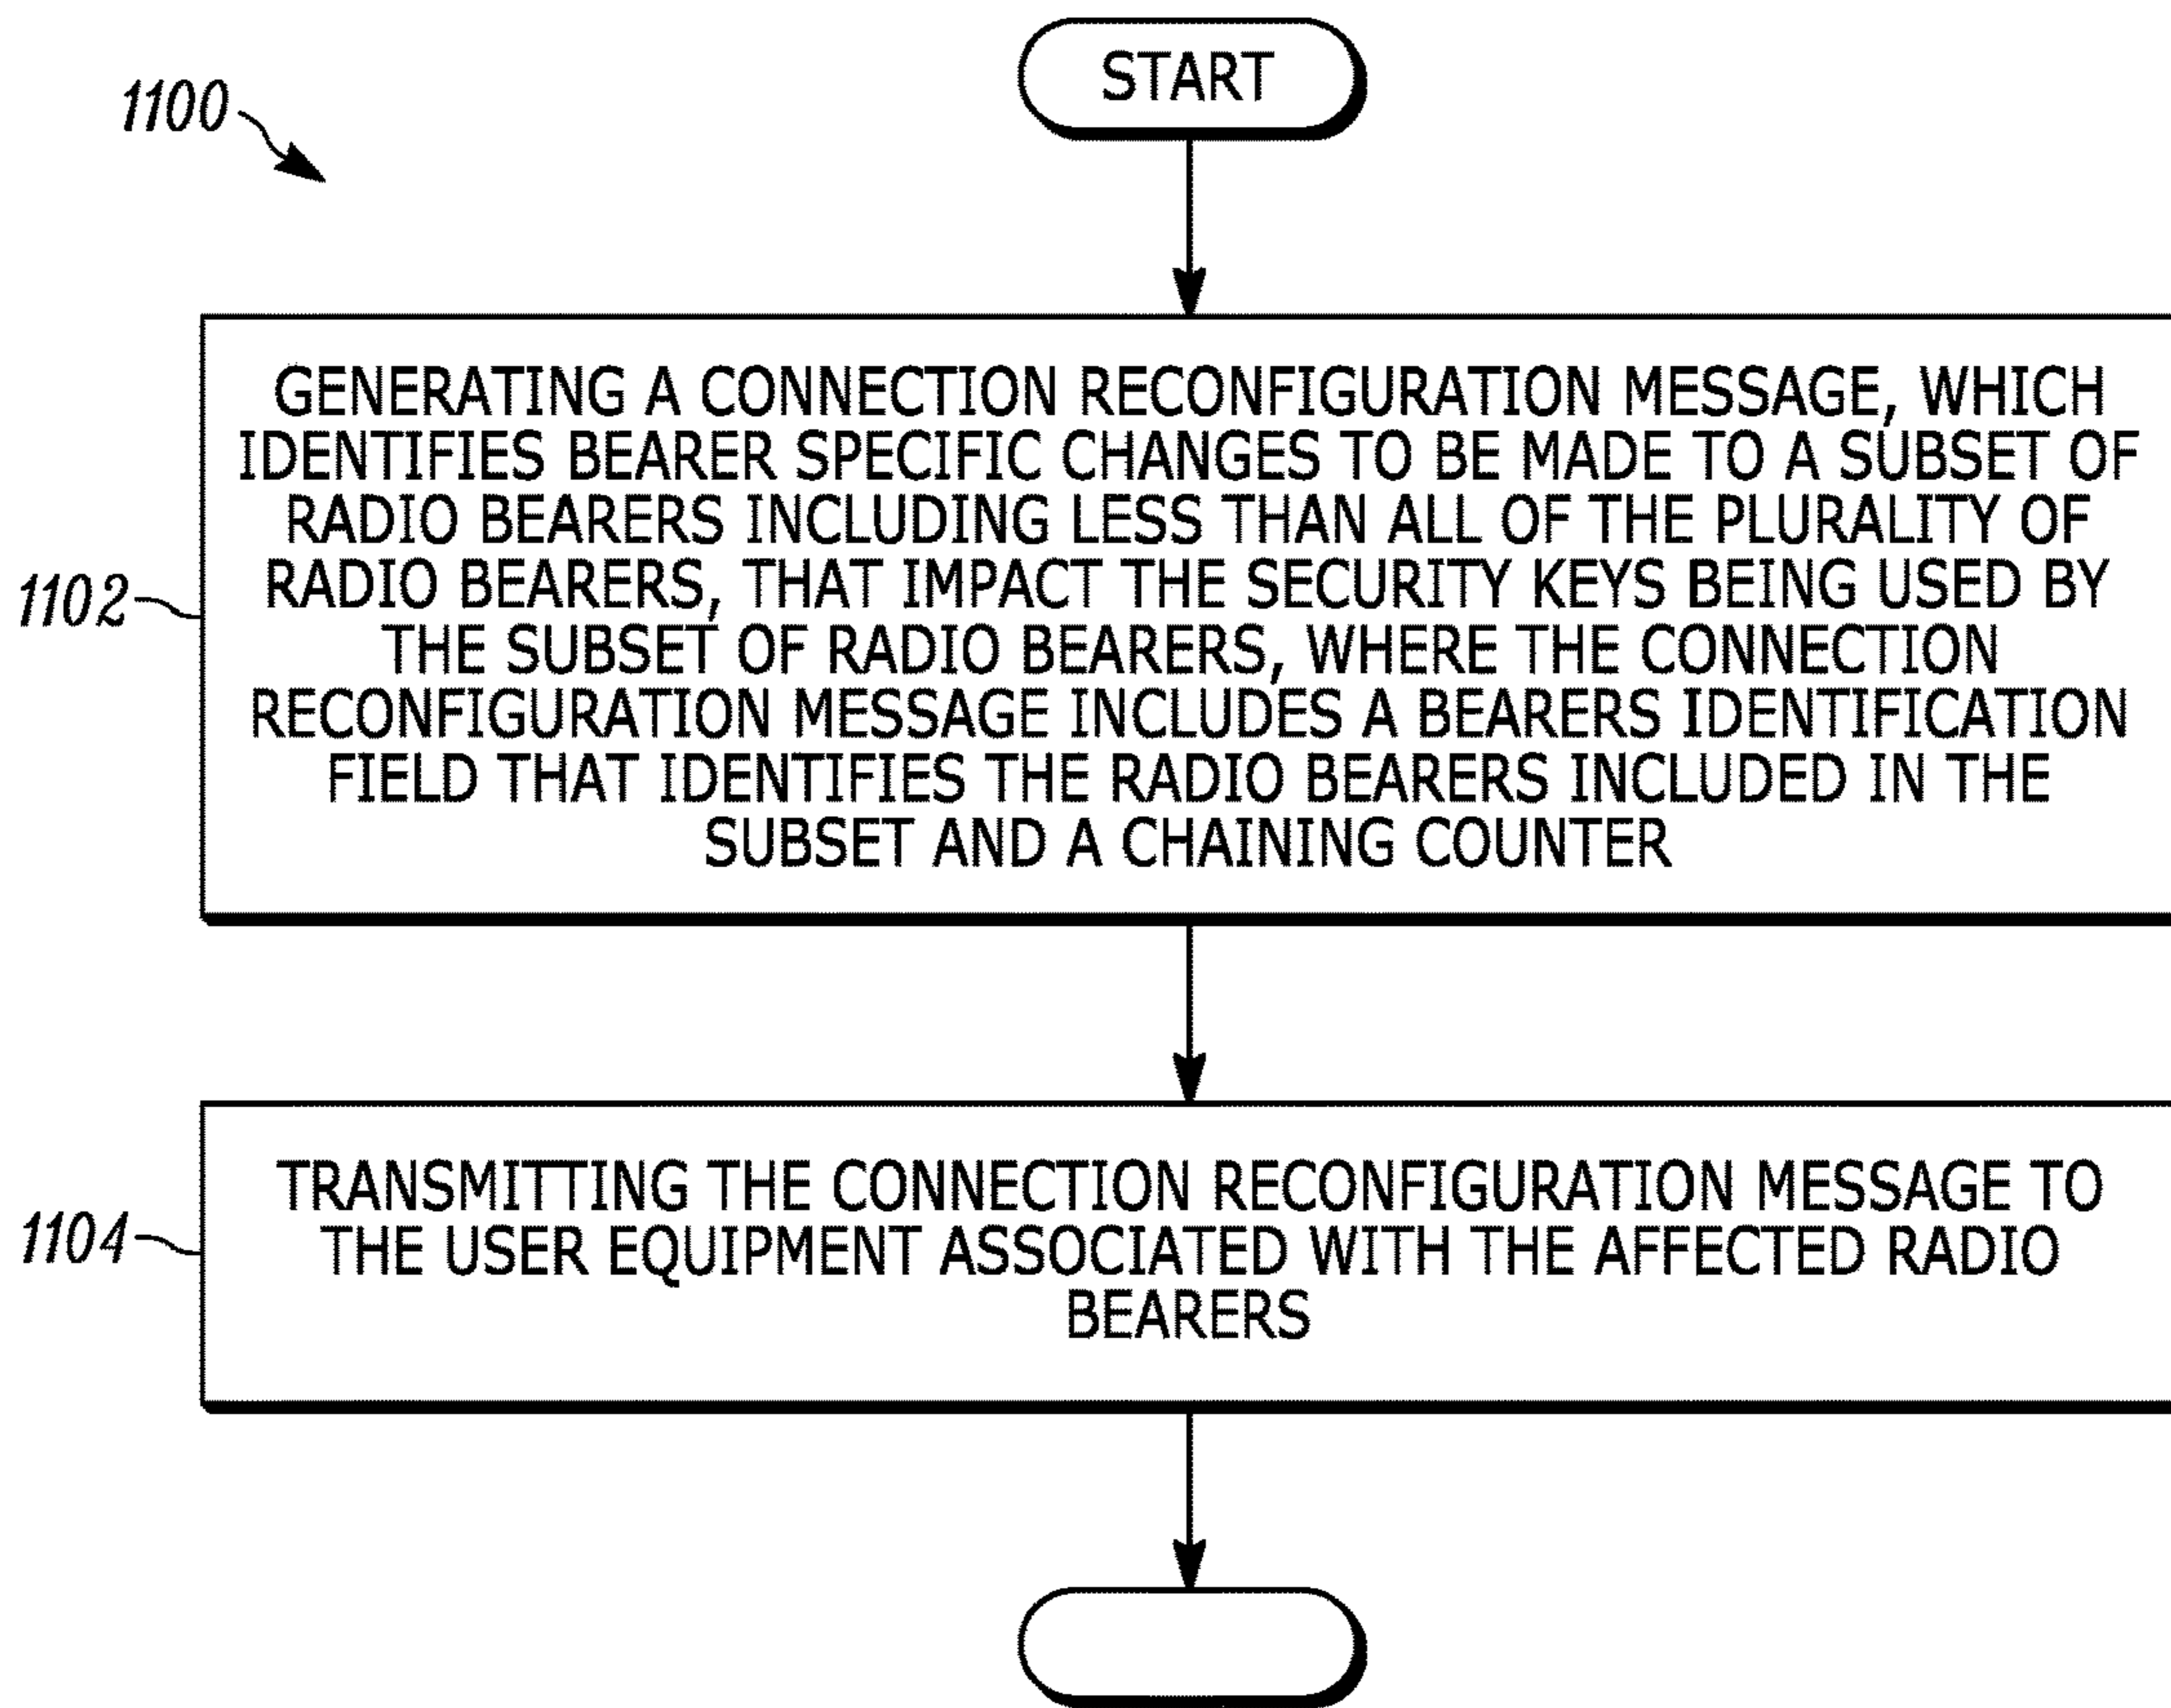 START
1100
GENERATING A CONNECTION RECONFIGURATION MESSAGE, WHICH
IDENTIFIES BEARER SPECIFIC CHANGES TO BE MADE TO A SUBSET OF
RADIO BEARERS INCLUDING LESS THAN ALL OF THE PLURALITY OF
RADIO BEARERS, THAT IMPACT THE SECURITY KEYS BEING USED BY
THE SUBSET OF RADIO BEARERS, WHERE THE CONNECTION
RECONFIGURATION MESSAGE INCLUDES A BEARERS IDENTIFICATION
FIELD THAT IDENTIFIES THE RADIO BEARERS INCLUDED IN THE
SUBSET AND A CHAINING COUNTER
1102
TRANSMITTING THE CONNECTION RECONFIGURATION MESSAGE TO
THE USER EQUIPMENT ASSOCIATED WITH THE AFFECTED RADIO
BEARERS
1104